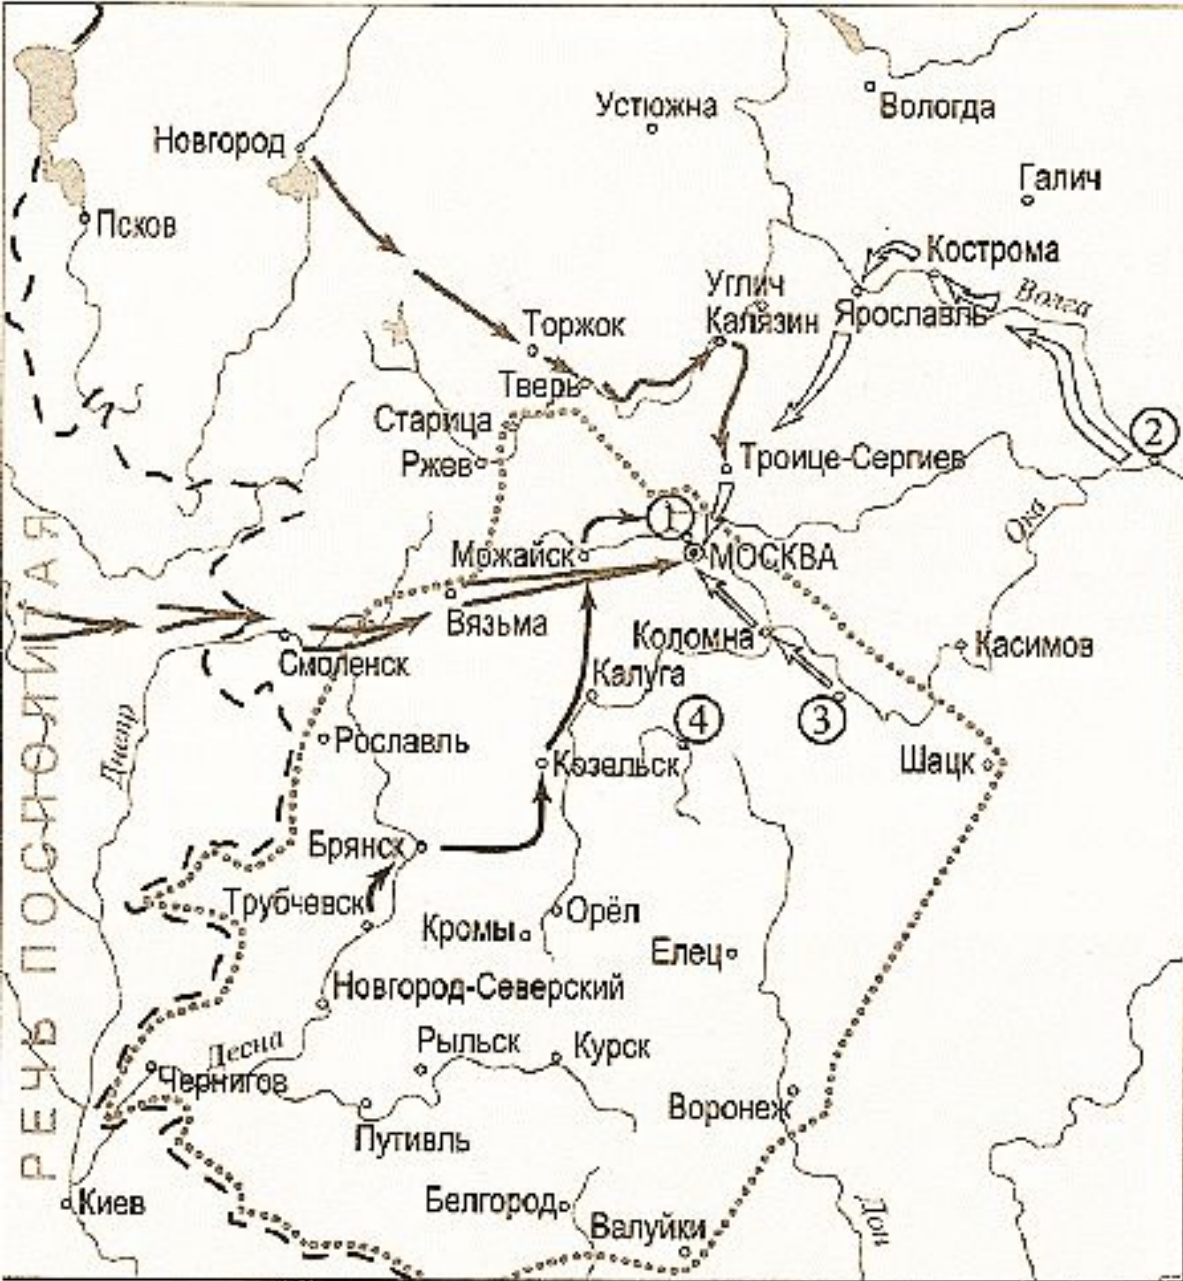 Устюжна
Вологда
Новгород
Галич
Псков
Кострома
Волга
Углич
Калязин
Ярославль
Торжок
Тверь
Старица
Ржев
2
Троице-Сергиев
1
Ока
Можайск
МОСКВА
Вязьма
Коломна
Касимов
Смоленск
Калуга
3
4
Днепр
Рославль
Козельск
Шацк
РЕЧЬ ПОСПОЛИТАЯ
Брянск
Трубчевск
Кромы
Орёл
Елец
Новгород-Северский
Десна
Рыльск
Курск
Чернигов
Воронеж
Путивль
Киев
Белгород
Валуйки
Дон